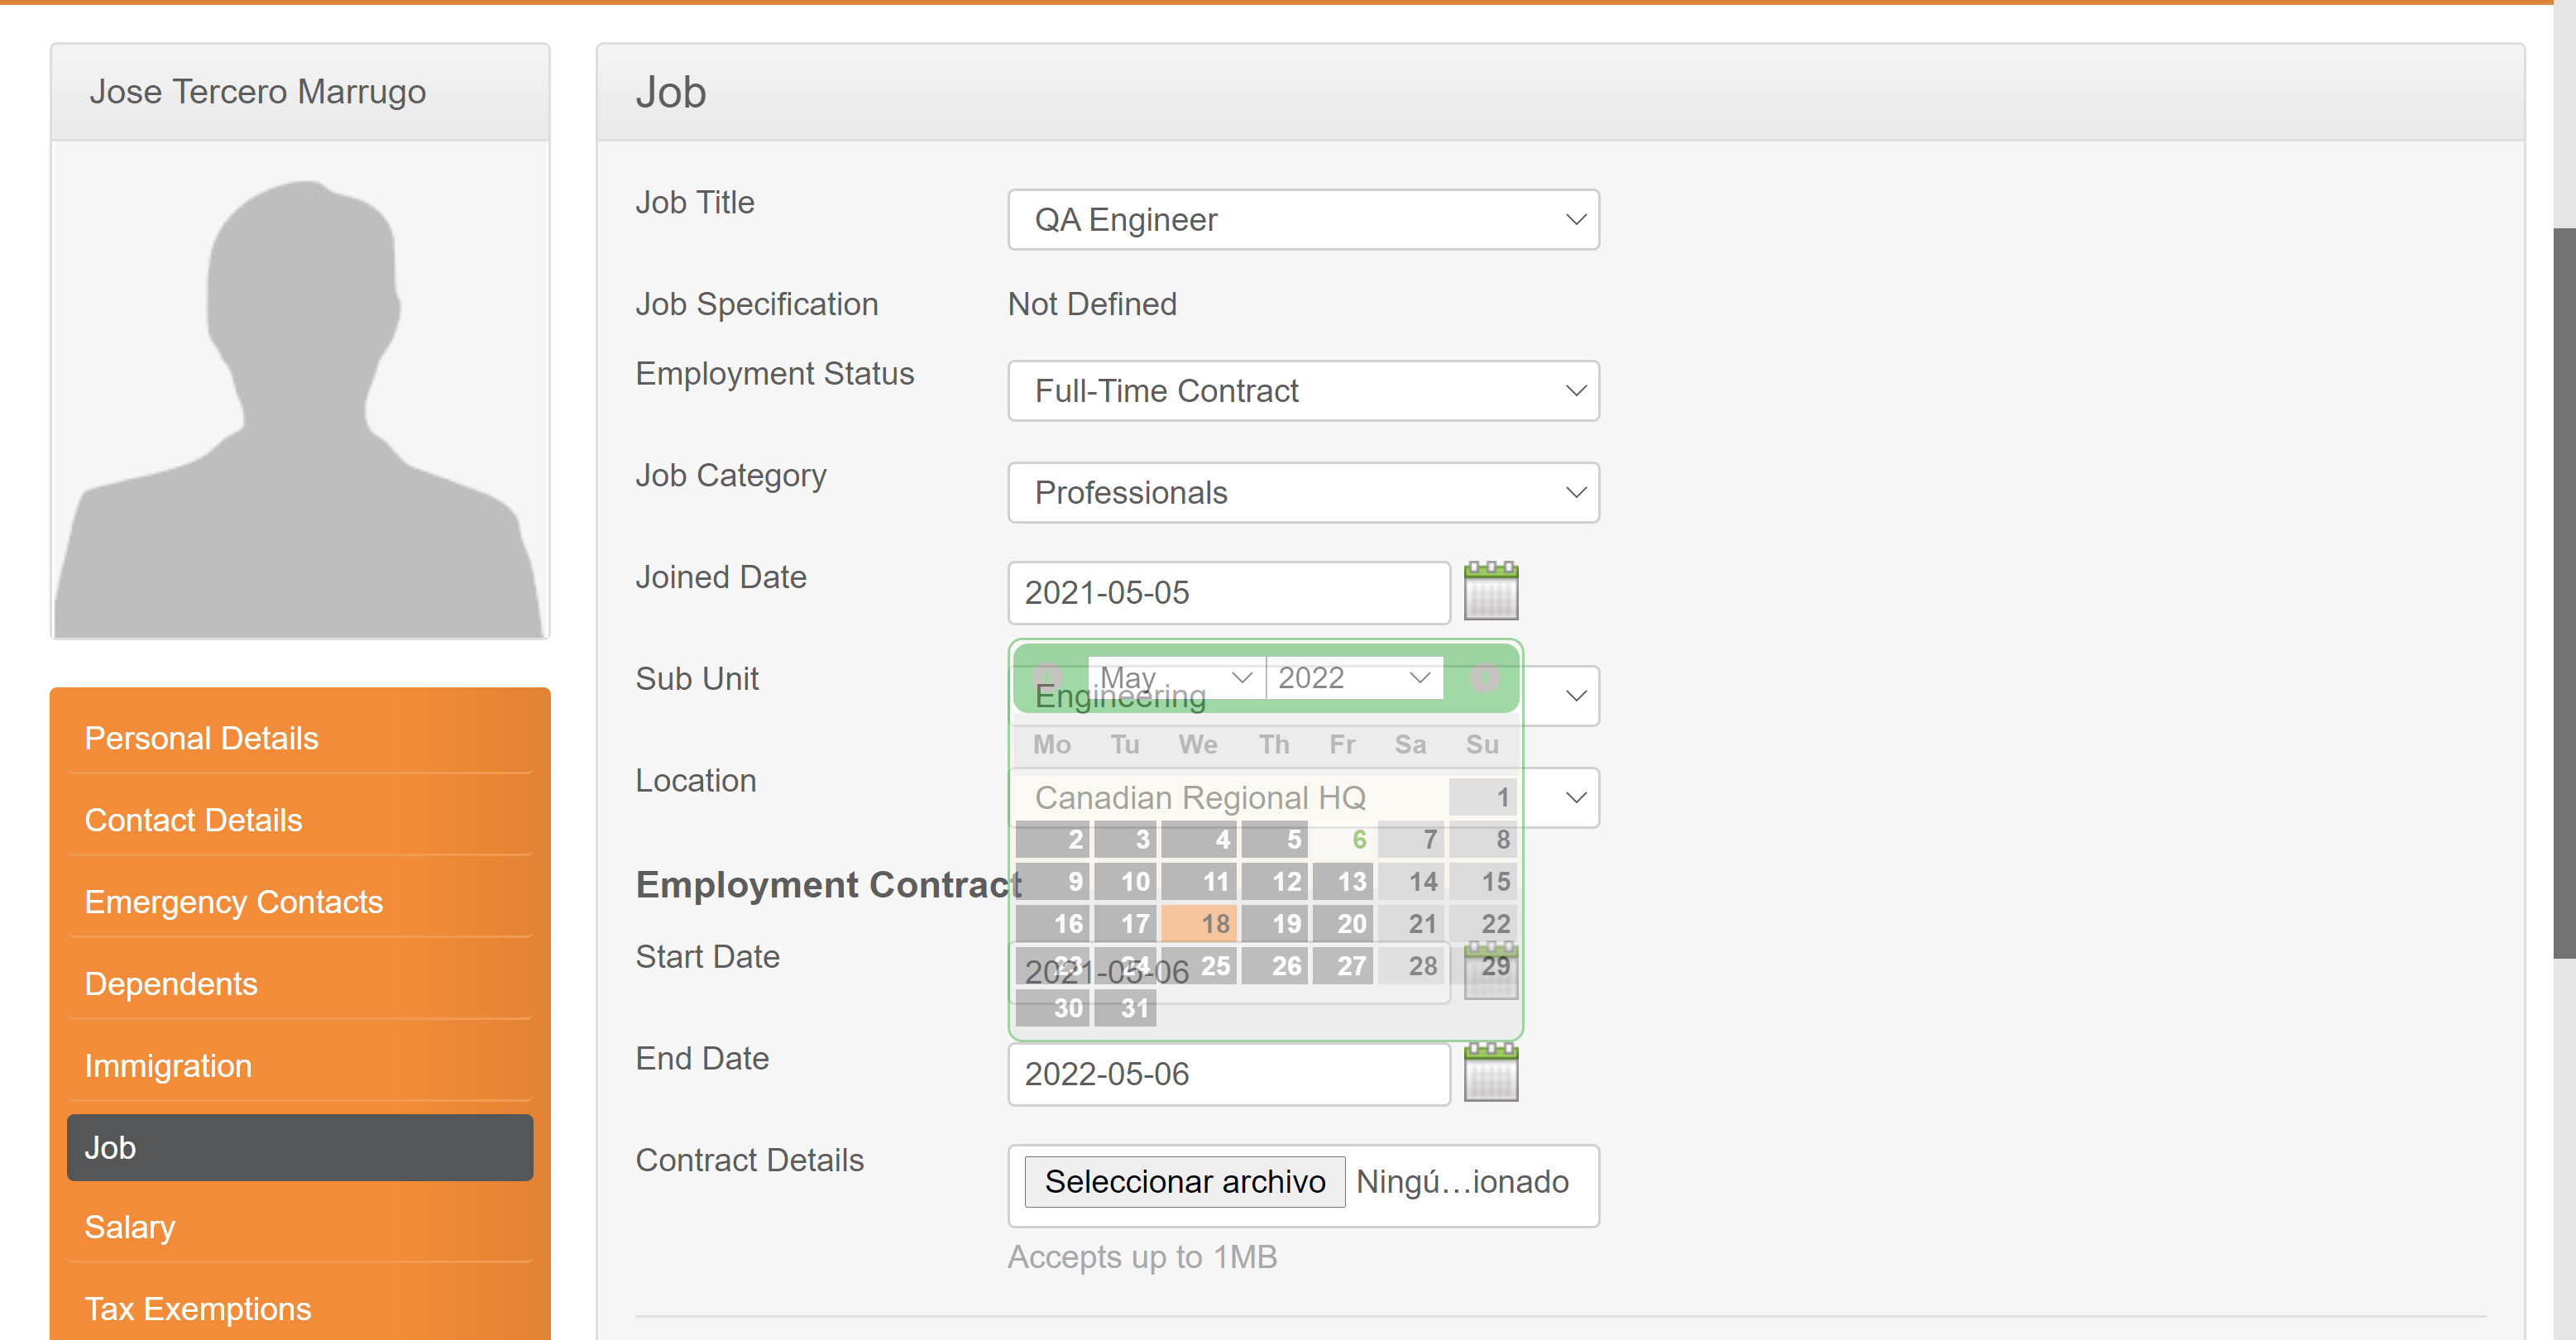 Jose Tercero Marrugo
Personal Details
Contact Details
Emergency Contacts
Dependents
Immigration
Job
Salary
Tax Exemptions
Job
Job Title
QA Engineer
Job Specification
Not Defined
Employment Status
Full-Time Contract
Job Category
Professionals
Joined Date
2021-05-05
Sub Unit
Engineering
May 2022
Mo Tu We Th Fr Sa Su
Location
Canadian Regional HQ
1
2 3 4 5 6 7 8
9 10 11 12 13 14 15
16 17 18 19 20 21 22
23 24 25 26 27 28 29
30 31
Employment Contract
Start Date
2021-05-06
End Date
2022-05-06
Contract Details
Seleccionar archivo Ningú…ionado
Accepts up to 1MB